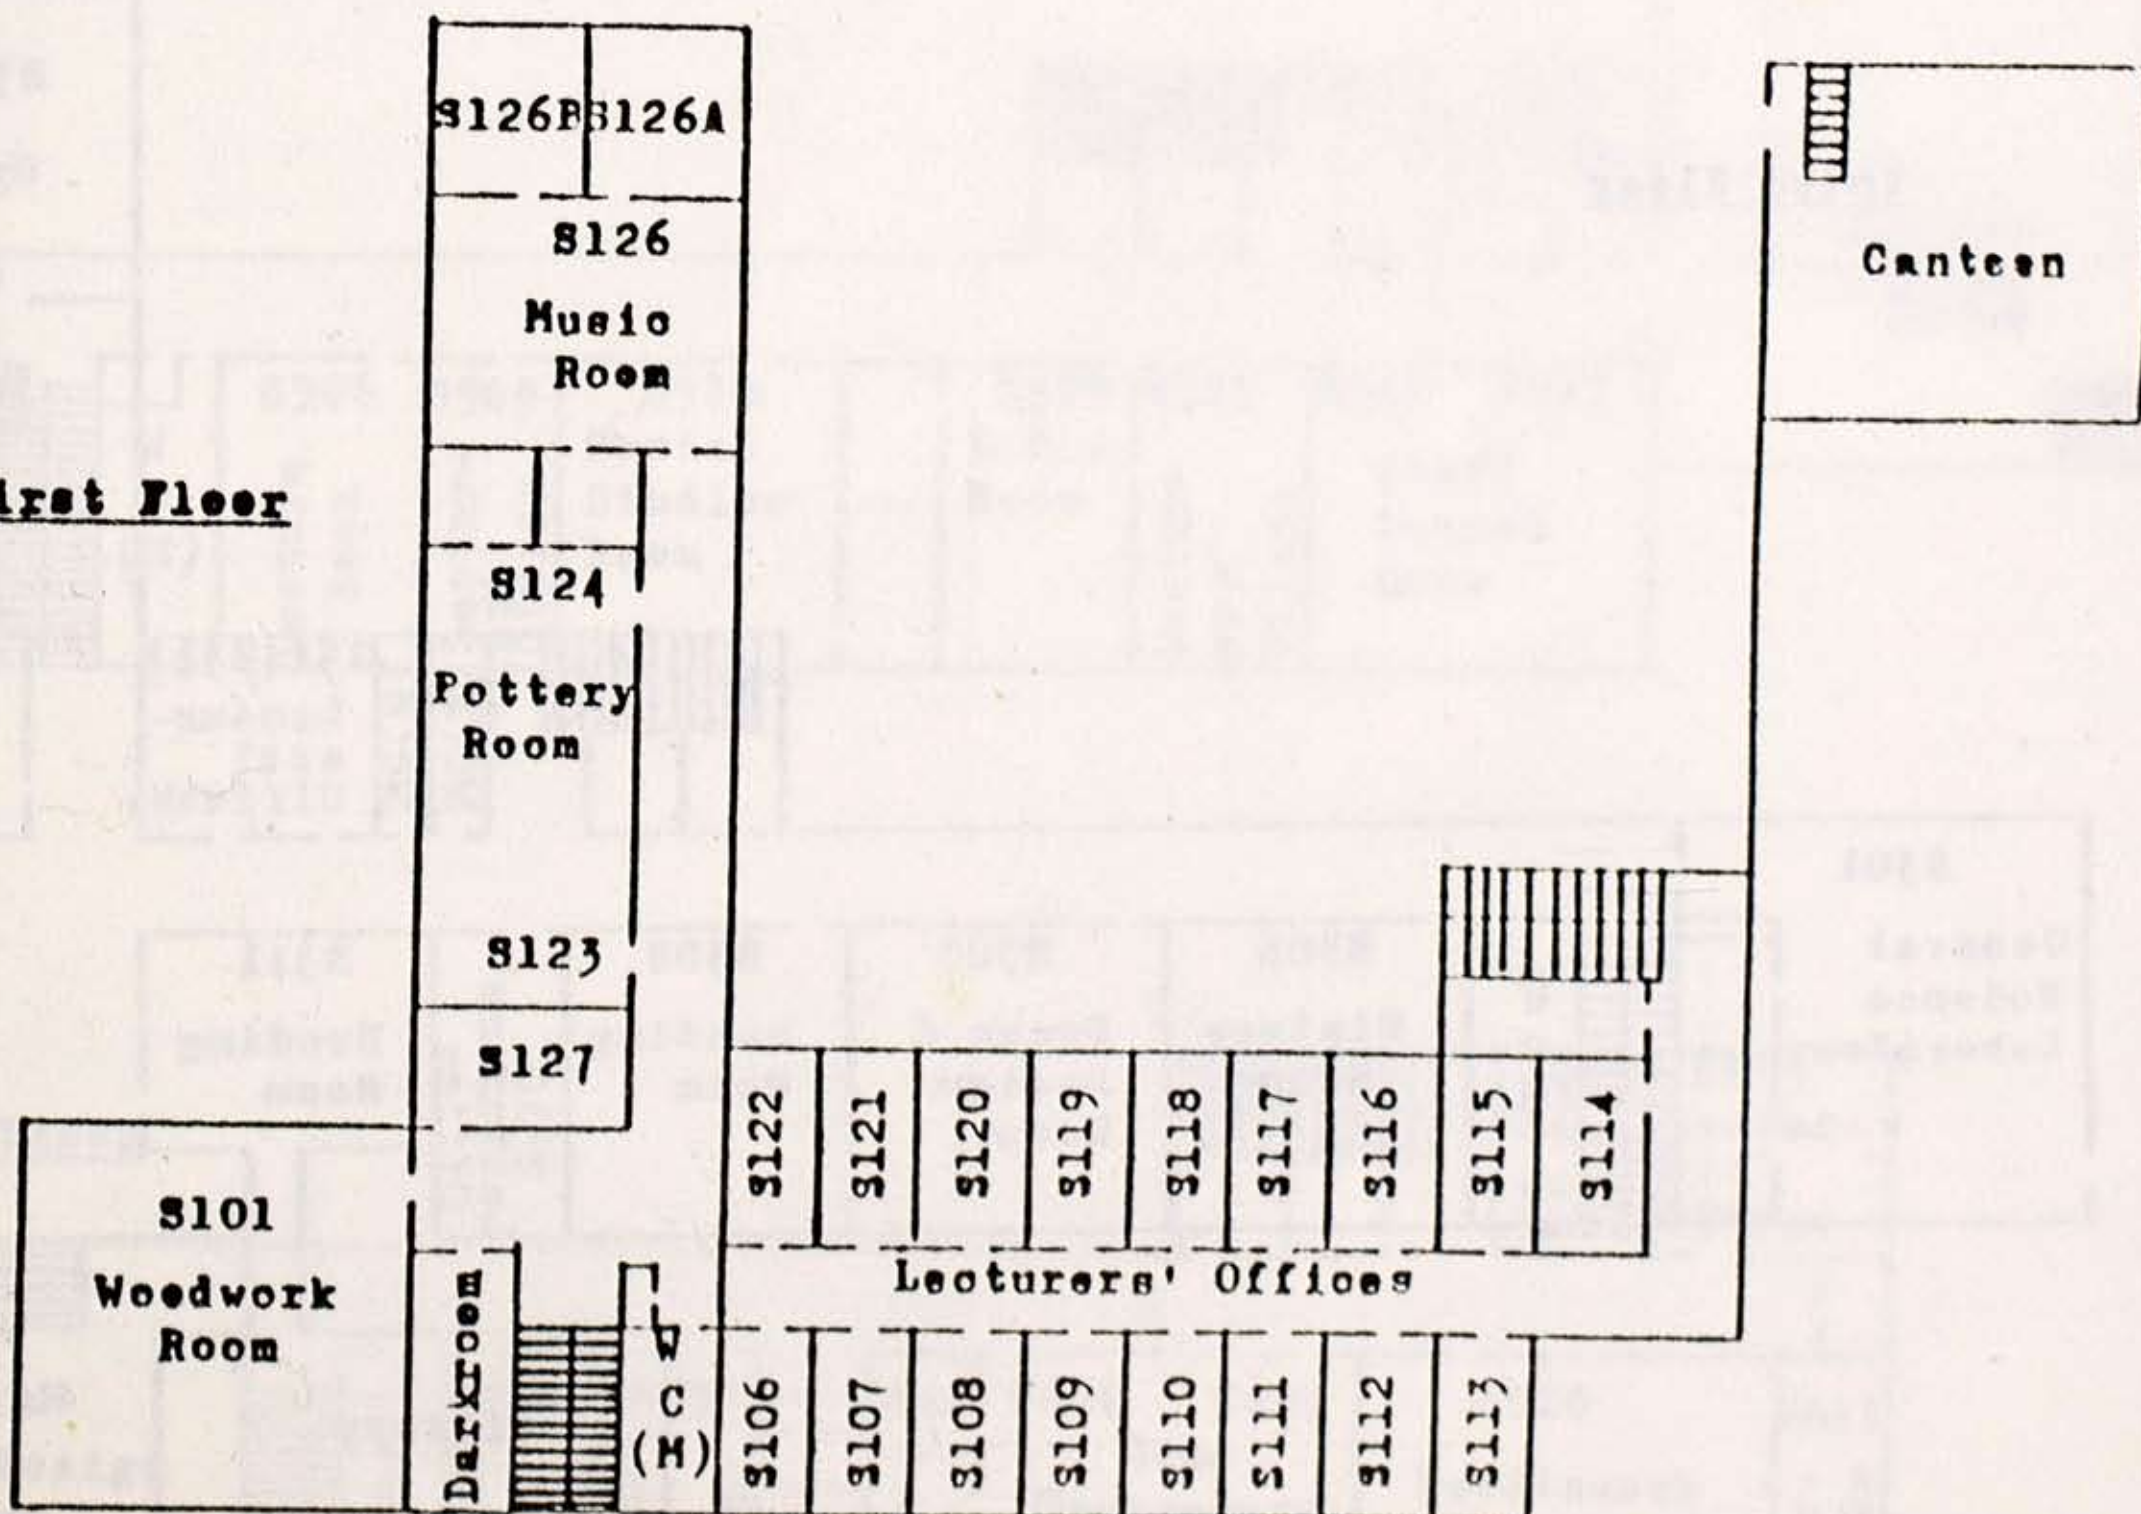 S126B S126A
S126
Music
Room
Canteen
First Floor
S124
Pottery
Room
S123
S127
S101
Woodwork
Room
Darkroom
W
C
(M)
S122
S121
S120
S119
S118
S117
S116
S115
S114
Lecturers' Offices
S106
S107
S108
S109
S110
S111
S112
S113